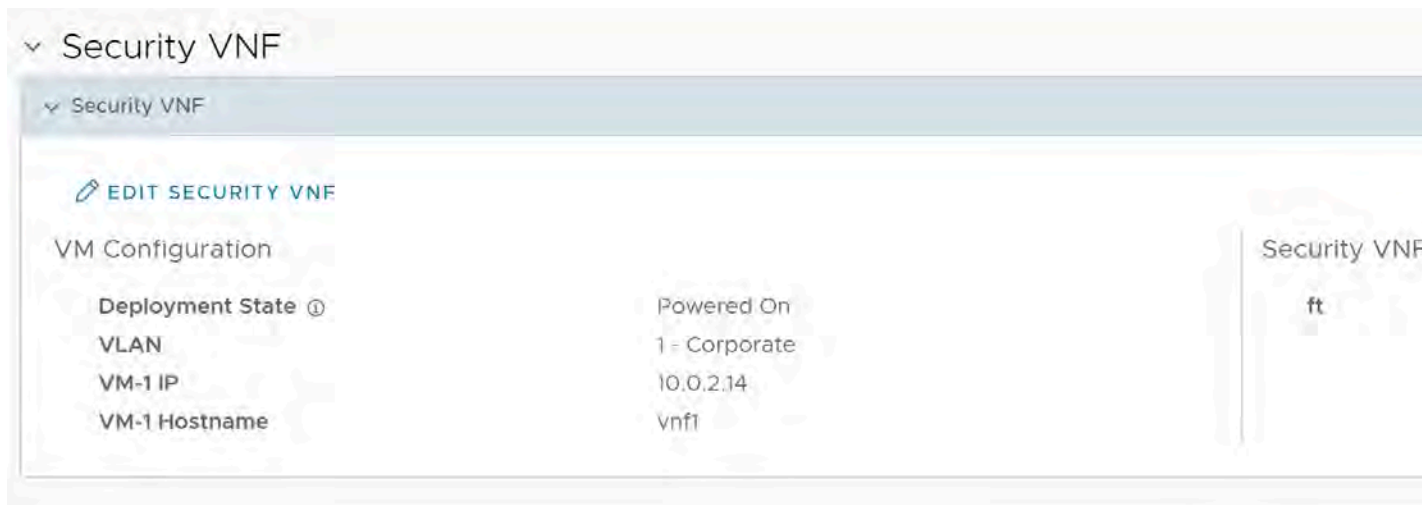 Security VNF
Security VNF
EDIT SECURITY VNF
VM Configuration
Deployment State Powered On
VLAN 1 - Corporate
VM-1 IP 10.0.2.14
VM-1 Hostname vnf1
Security VNF
ft